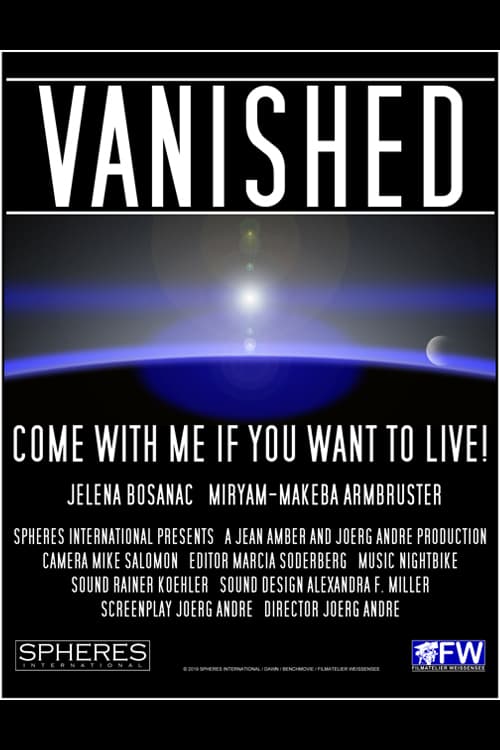 VANISHED
COME WITH ME IF YOU WANT TO LIVE!
JELENA BOSANAC MIRYAM-MAKEBA ARMBRUSTER
SPHERES INTERNATIONAL PRESENTS A JEAN AMBER AND JOERG ANDRE PRODUCTION
CAMERA MIKE SALOMON EDITOR MARCIA SODERBERG MUSIC NIGHTBIKE
SOUND RAINER KOEHLER SOUND DESIGN ALEXANDRA F. MILLER
SCREENPLAY JOERG ANDRE DIRECTOR JOERG ANDRE
SPHERES
INTERNATIONAL
© 2019 SPHERES INTERNATIONAL / DAWN / BENCHMOVIE / FILMATELIER WEISSENSEE
FW
FILMATELIER WEISSENSEE